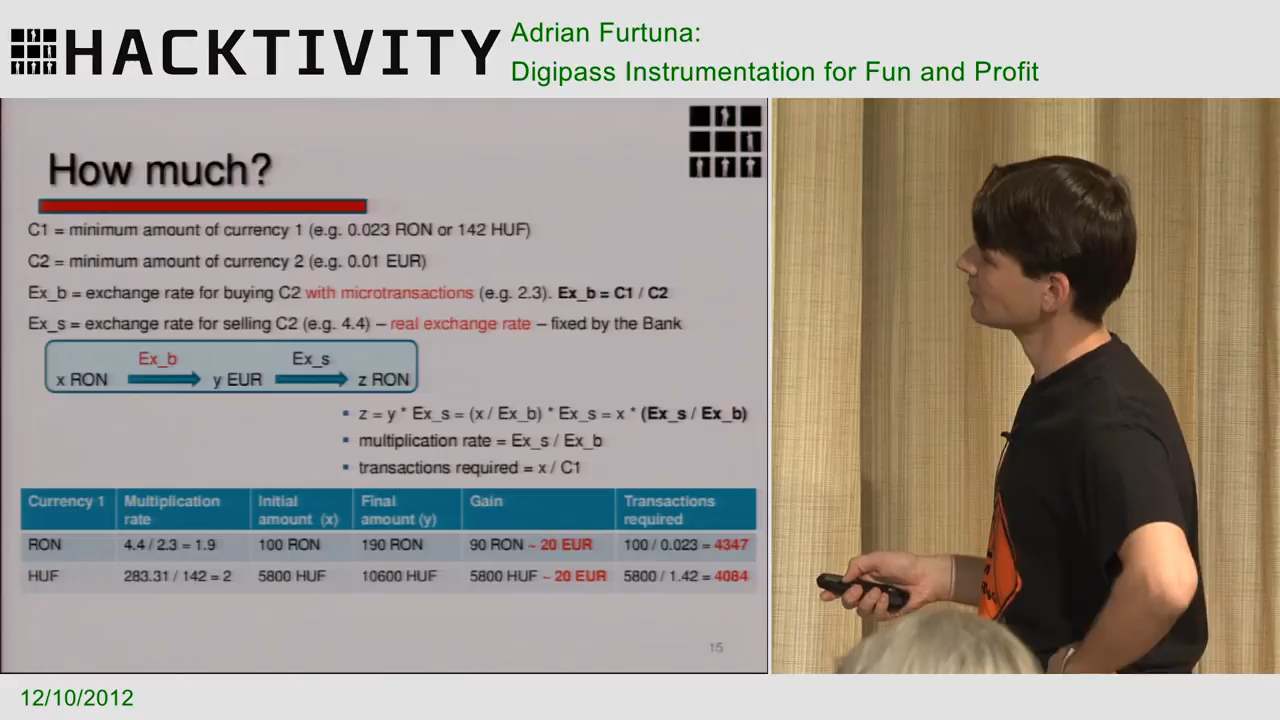 HACKTIVITY
Adrian Furtuna:
Digipass Instrumentation for Fun and Profit
How much?
C1 = minimum amount of currency 1 (e.g. 0.023 RON or 142 HUF)
C2 = minimum amount of currency 2 (e.g. 0.01 EUR)
Ex_b = exchange rate for buying C2 with microtransactions (e.g. 2.3). Ex_b = C1 / C2
Ex_s = exchange rate for selling C2 (e.g. 4.4) – real exchange rate – fixed by the Bank
Ex_b Ex_s
x RON y EUR z RON
▪ z = y * Ex_s = (x / Ex_b) * Ex_s = x * (Ex_s / Ex_b)
▪ multiplication rate = Ex_s / Ex_b
▪ transactions required = x / C1
Currency 1 Multiplication rate Initial amount (x) Final amount (y) Gain Transactions required
RON 4.4 / 2.3 = 1.9 100 RON 190 RON 90 RON ~ 20 EUR 100 / 0.023 = 4347
HUF 283.31 / 142 = 2 5800 HUF 10600 HUF 5800 HUF ~ 20 EUR 5800 / 1.42 = 4084
15
12/10/2012